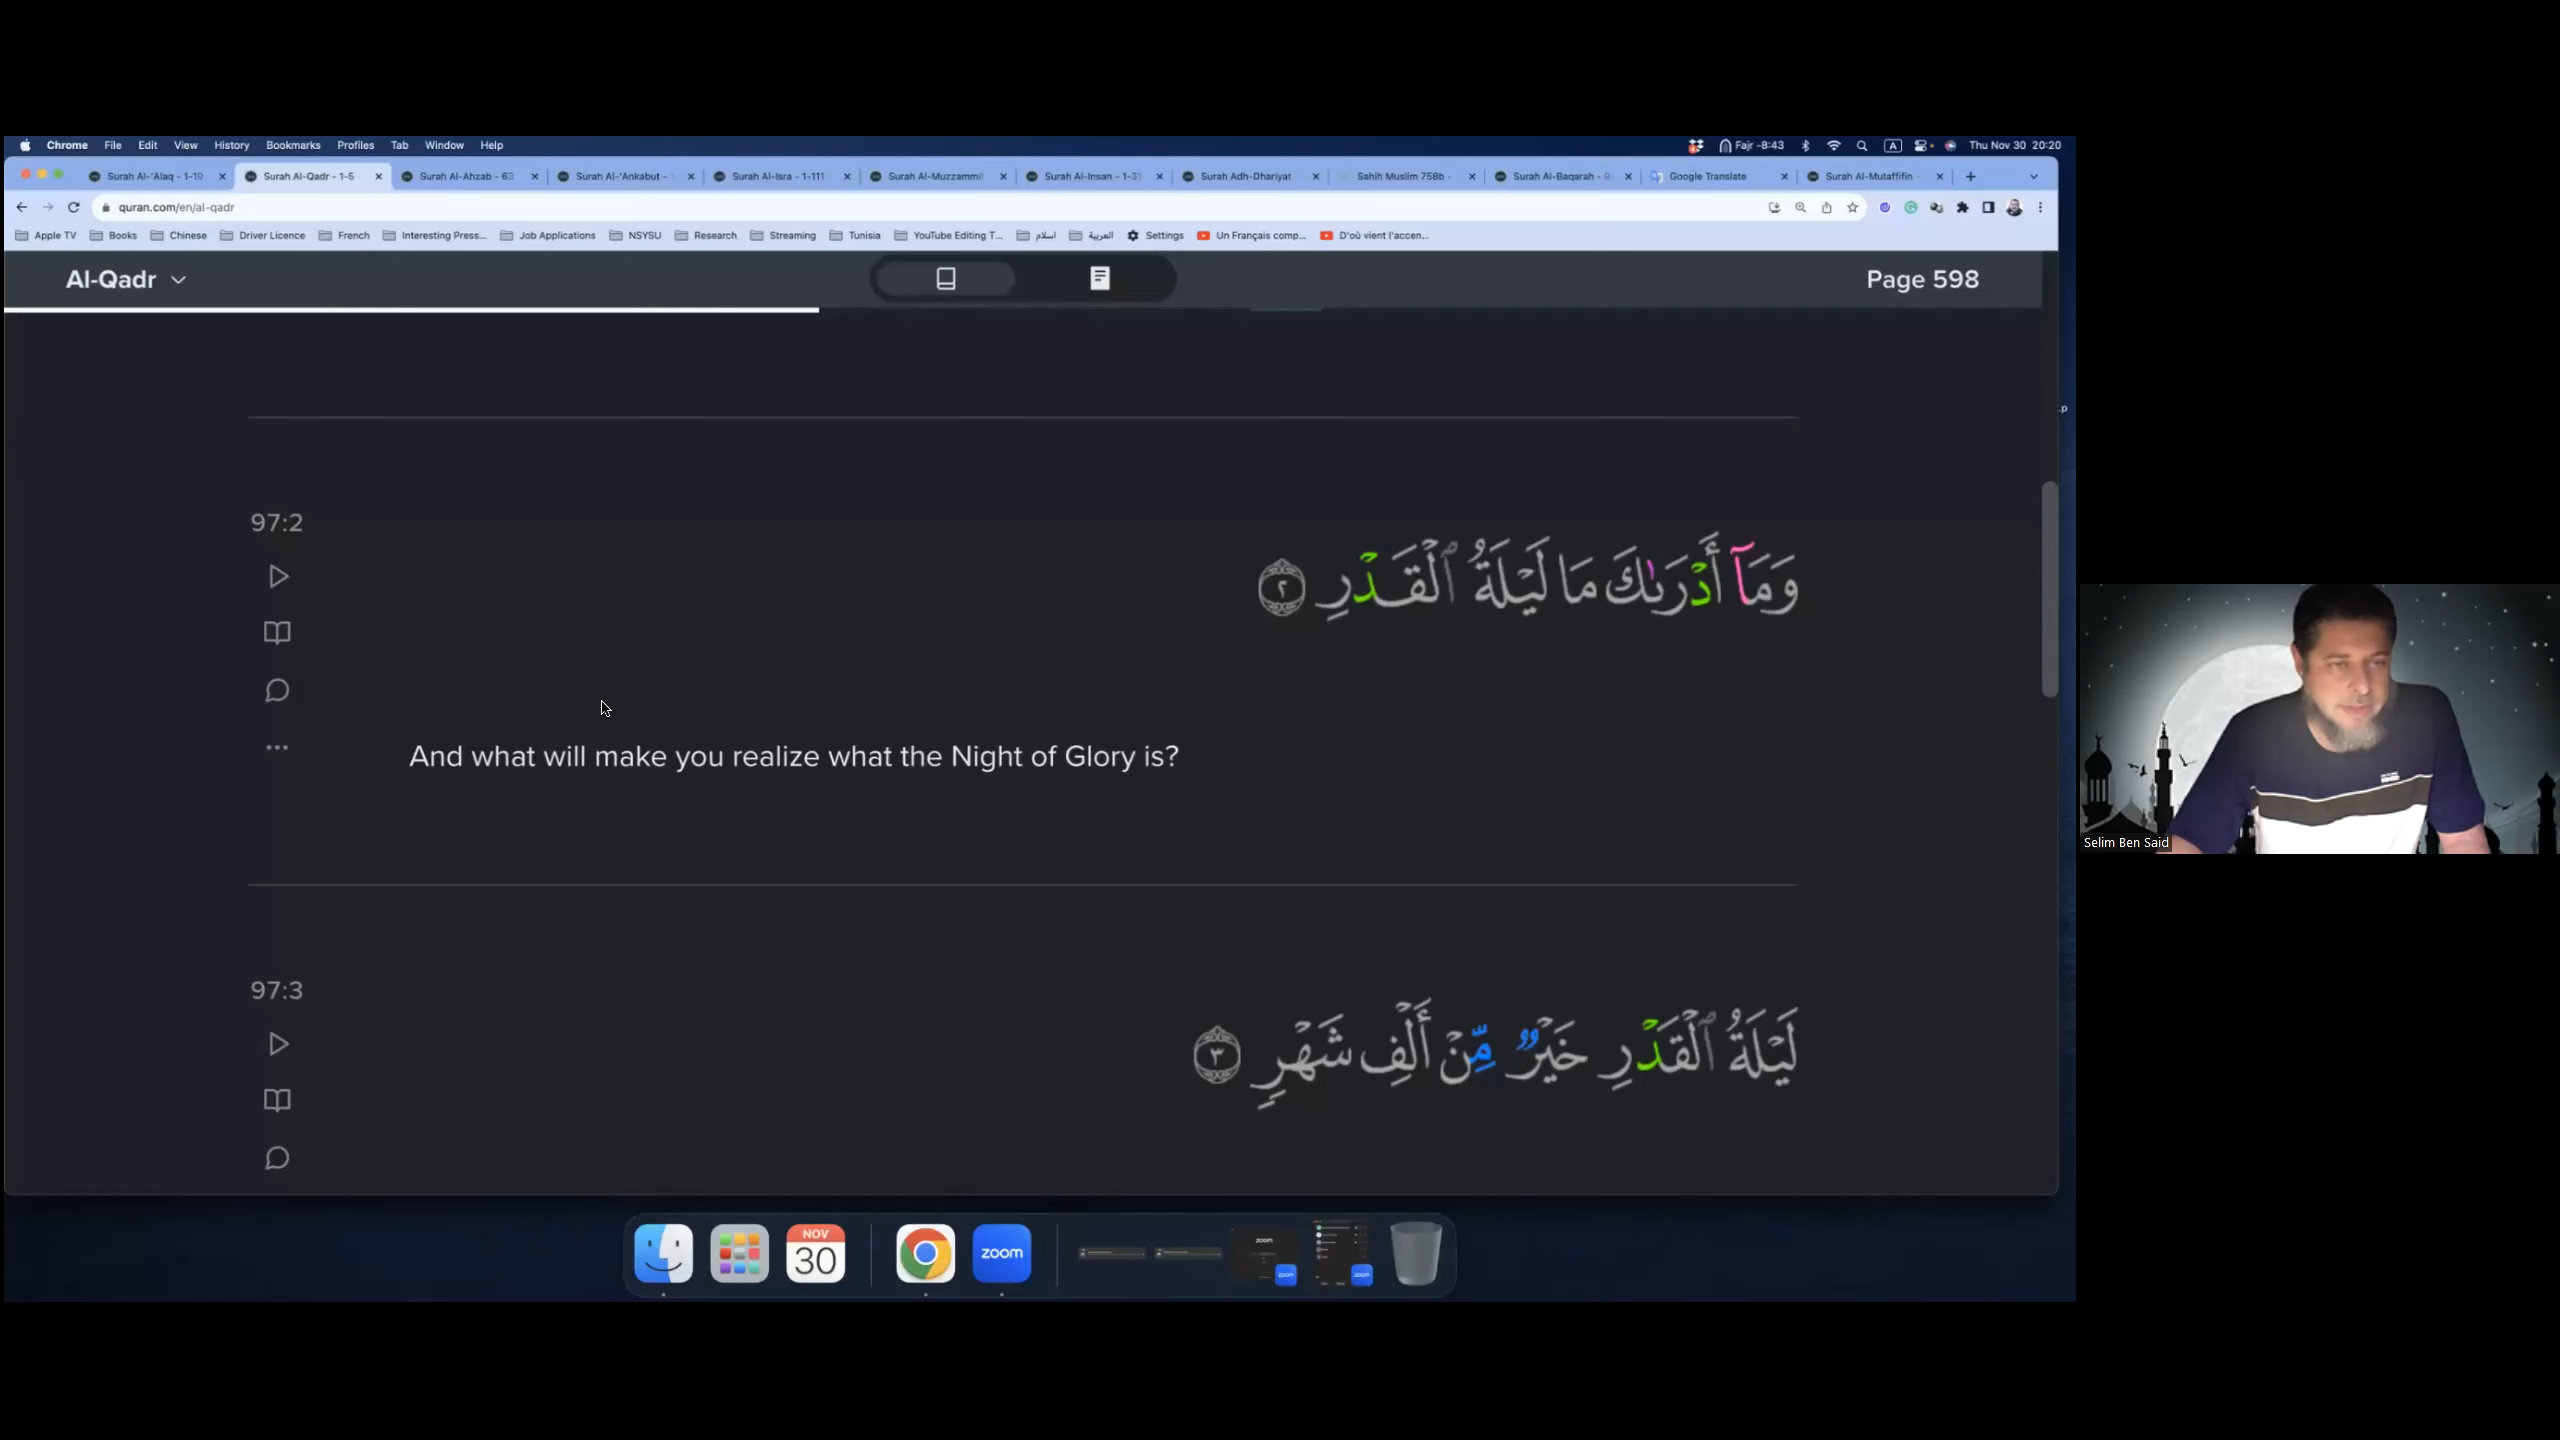 Chrome File Edit View History Bookmarks Profiles Tab Window Help Fajr -8:43 A Thu Nov 30 20:20
Surah Al-'Alaq - 1-19 Surah Al-Qadr - 1-5 Surah Al-Ahzab - 63 Surah Al-'Ankabut - Surah Al-Isra - 1-111 Surah Al-Muzzammil Surah Al-Insan - 1-31 Surah Adh-Dhariyat Sahih Muslim 758b - Surah Al-Baqarah - Google Translate Surah Al-Mutaffifin
quran.com/en/al-qadr
Apple TV Books Chinese Driver Licence French Interesting Press... Job Applications NSYSU Research Streaming Tunisia YouTube Editing T... اسلام العربية Settings Un Français comp... D'où vient l'accen...
Al-Qadr Page 598
.p
97:2
وَمَآ أَدْرَىٰكَ مَا لَيْلَةُ ٱلْقَدْرِ ٢
And what will make you realize what the Night of Glory is?
Selim Ben Said
97:3
لَيْلَةُ ٱلْقَدْرِ خَيْرٌ مِّنْ أَلْفِ شَهْرٍ ٣
NOV
30
zoom
zoom
zoom
zoom